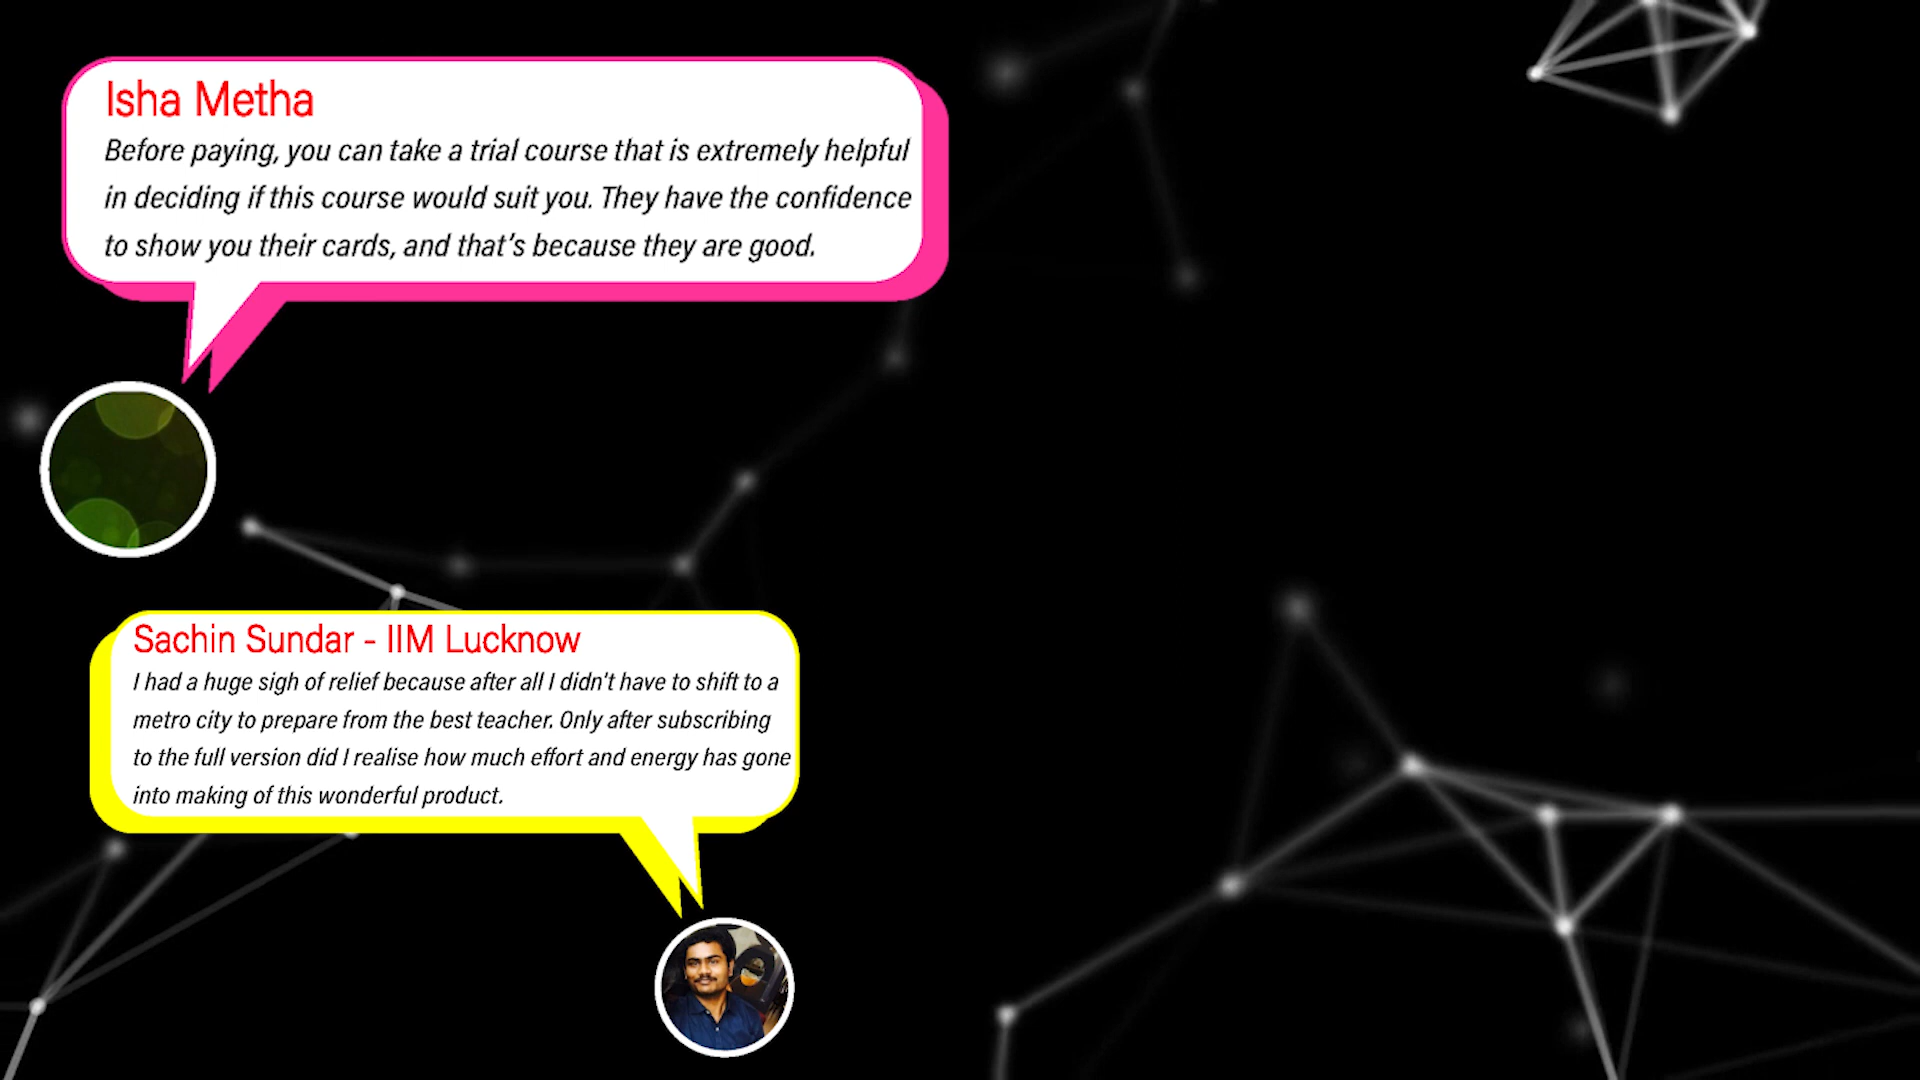 Isha Metha
Before paying, you can take a trial course that is extremely helpful
in deciding if this course would suit you. They have the confidence
to show you their cards, and that's because they are good.
Sachin Sundar - IIM Lucknow
I had a huge sigh of relief because after all I didn't have to shift to a
metro city to prepare from the best teacher. Only after subscribing
to the full version did I realise how much effort and energy has gone
into making of this wonderful product.